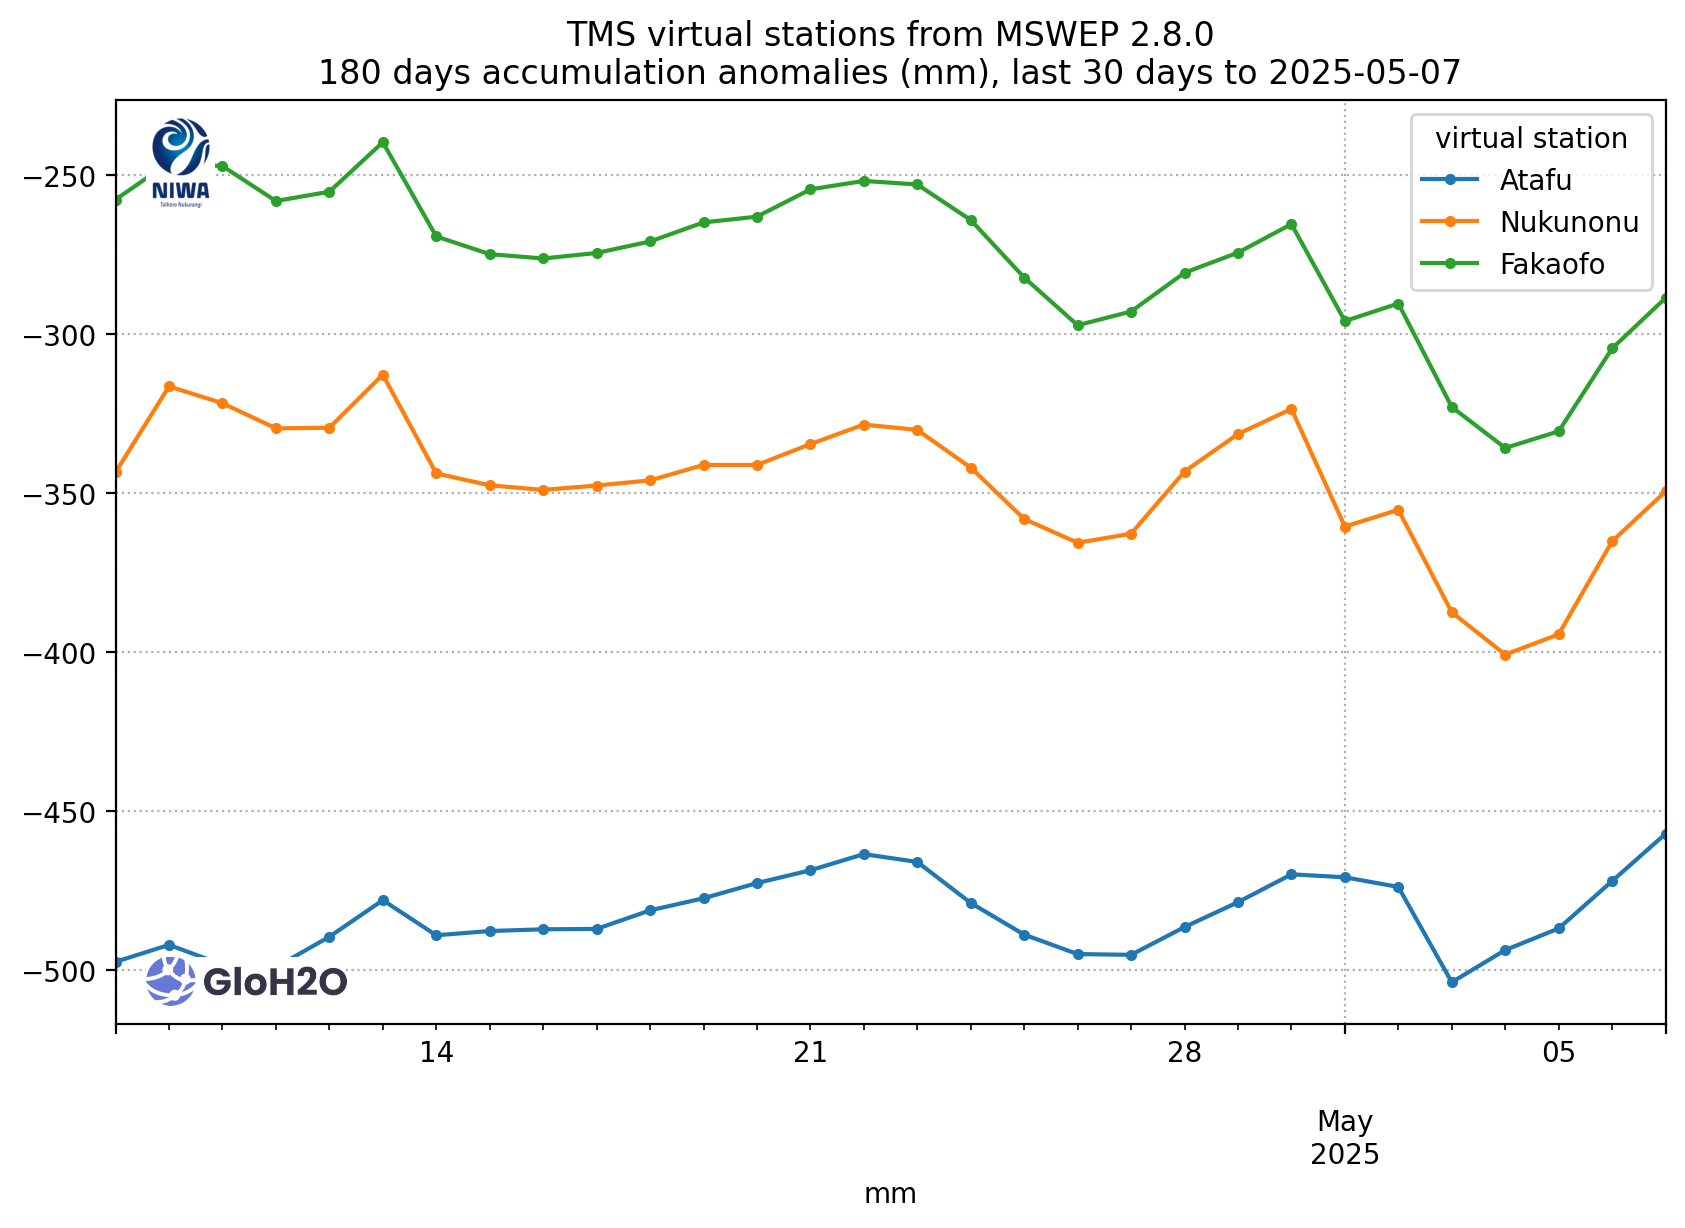 TMS virtual stations from MSWEP 2.8.0
180 days accumulation anomalies (mm), last 30 days to 2025-05-07
NIWA
Taihoro Nukurangi
virtual station
Atafu
Nukunonu
Fakaofo
−250
−300
−350
−400
−450
−500
GloH2O
14
21
28
05
May
2025
mm